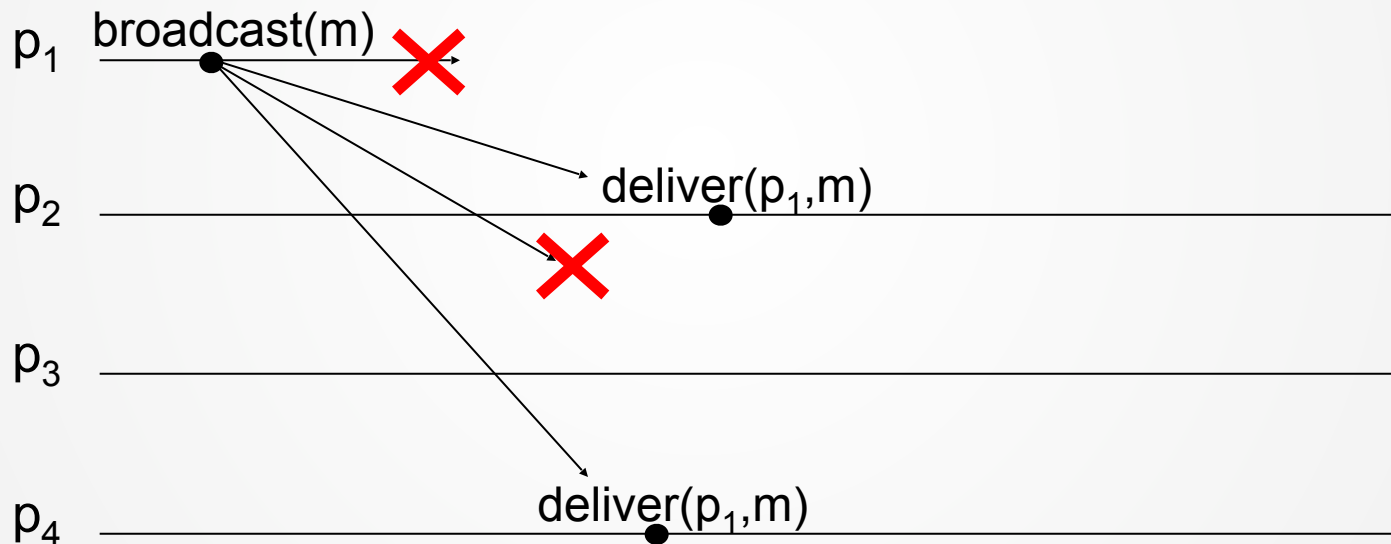 p₁ broadcast(m)
p₂ deliver(p₁,m)
p₃
p₄ deliver(p₁,m)